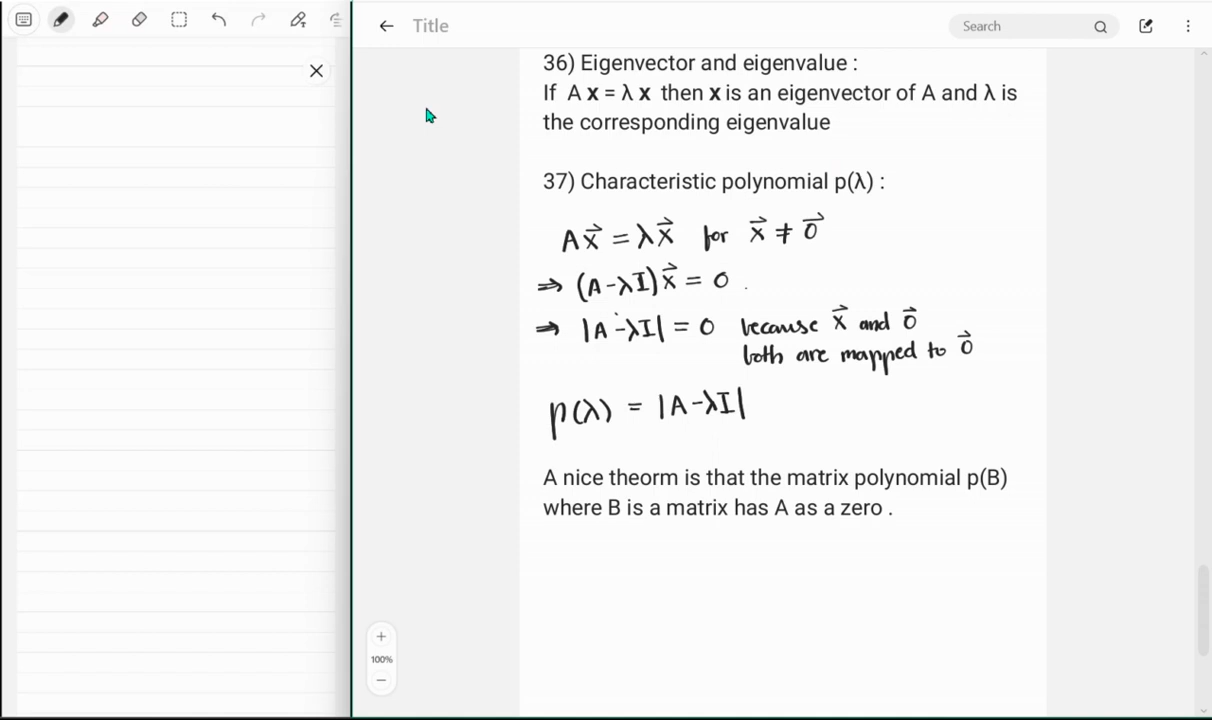 Title
Search
36) Eigenvector and eigenvalue :
If A x = λ x then x is an eigenvector of A and λ is
the corresponding eigenvalue
37) Characteristic polynomial p(λ) :
Ax⃗ = λx⃗ for x⃗ ≠ 0⃗
⇒ (A-λI)x⃗ = 0
⇒ |A-λI| = 0 because x⃗ and 0⃗
both are mapped to 0⃗
p(λ) = |A-λI|
A nice theorm is that the matrix polynomial p(B)
where B is a matrix has A as a zero .
100%